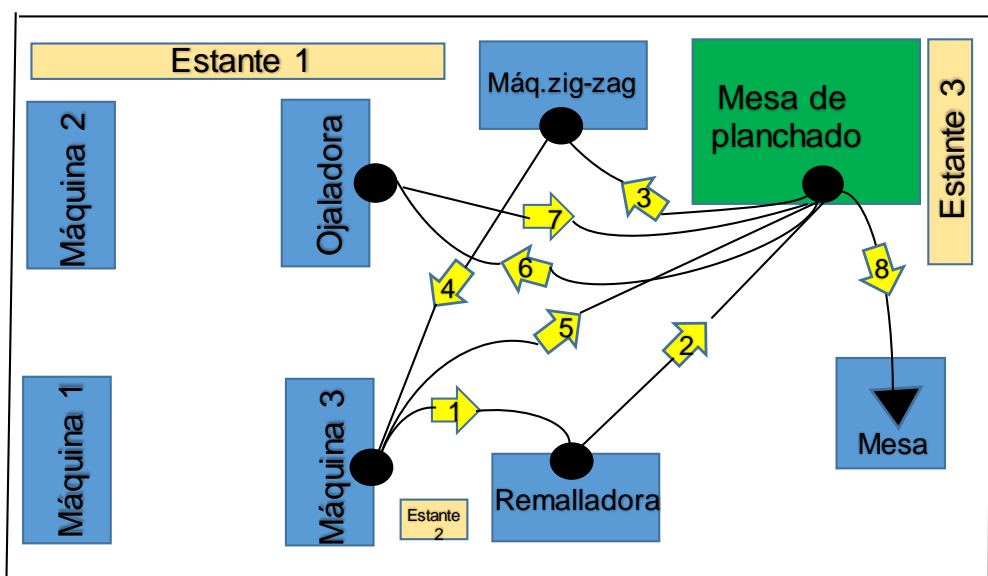 Estante 1
Máq.zig-zag
Mesa de
planchado
Estante 3
Máquina 2
Ojaladora
3
7
6
4
5
2
8
1
Máquina 1
Máquina 3
Estante
2
Remalladora
Mesa